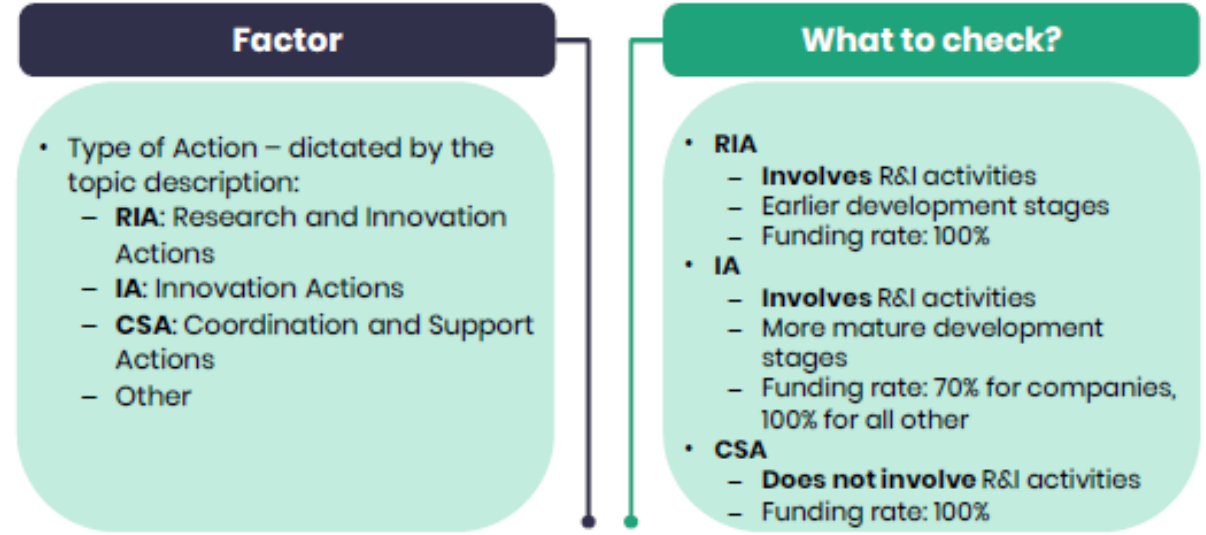 Factor
• Type of Action – dictated by the
topic description:
– RIA: Research and Innovation
Actions
– IA: Innovation Actions
– CSA: Coordination and Support
Actions
– Other
What to check?
• RIA
– Involves R&I activities
– Earlier development stages
– Funding rate: 100%
• IA
– Involves R&I activities
– More mature development
stages
– Funding rate: 70% for companies,
100% for all other
• CSA
– Does not involve R&I activities
– Funding rate: 100%